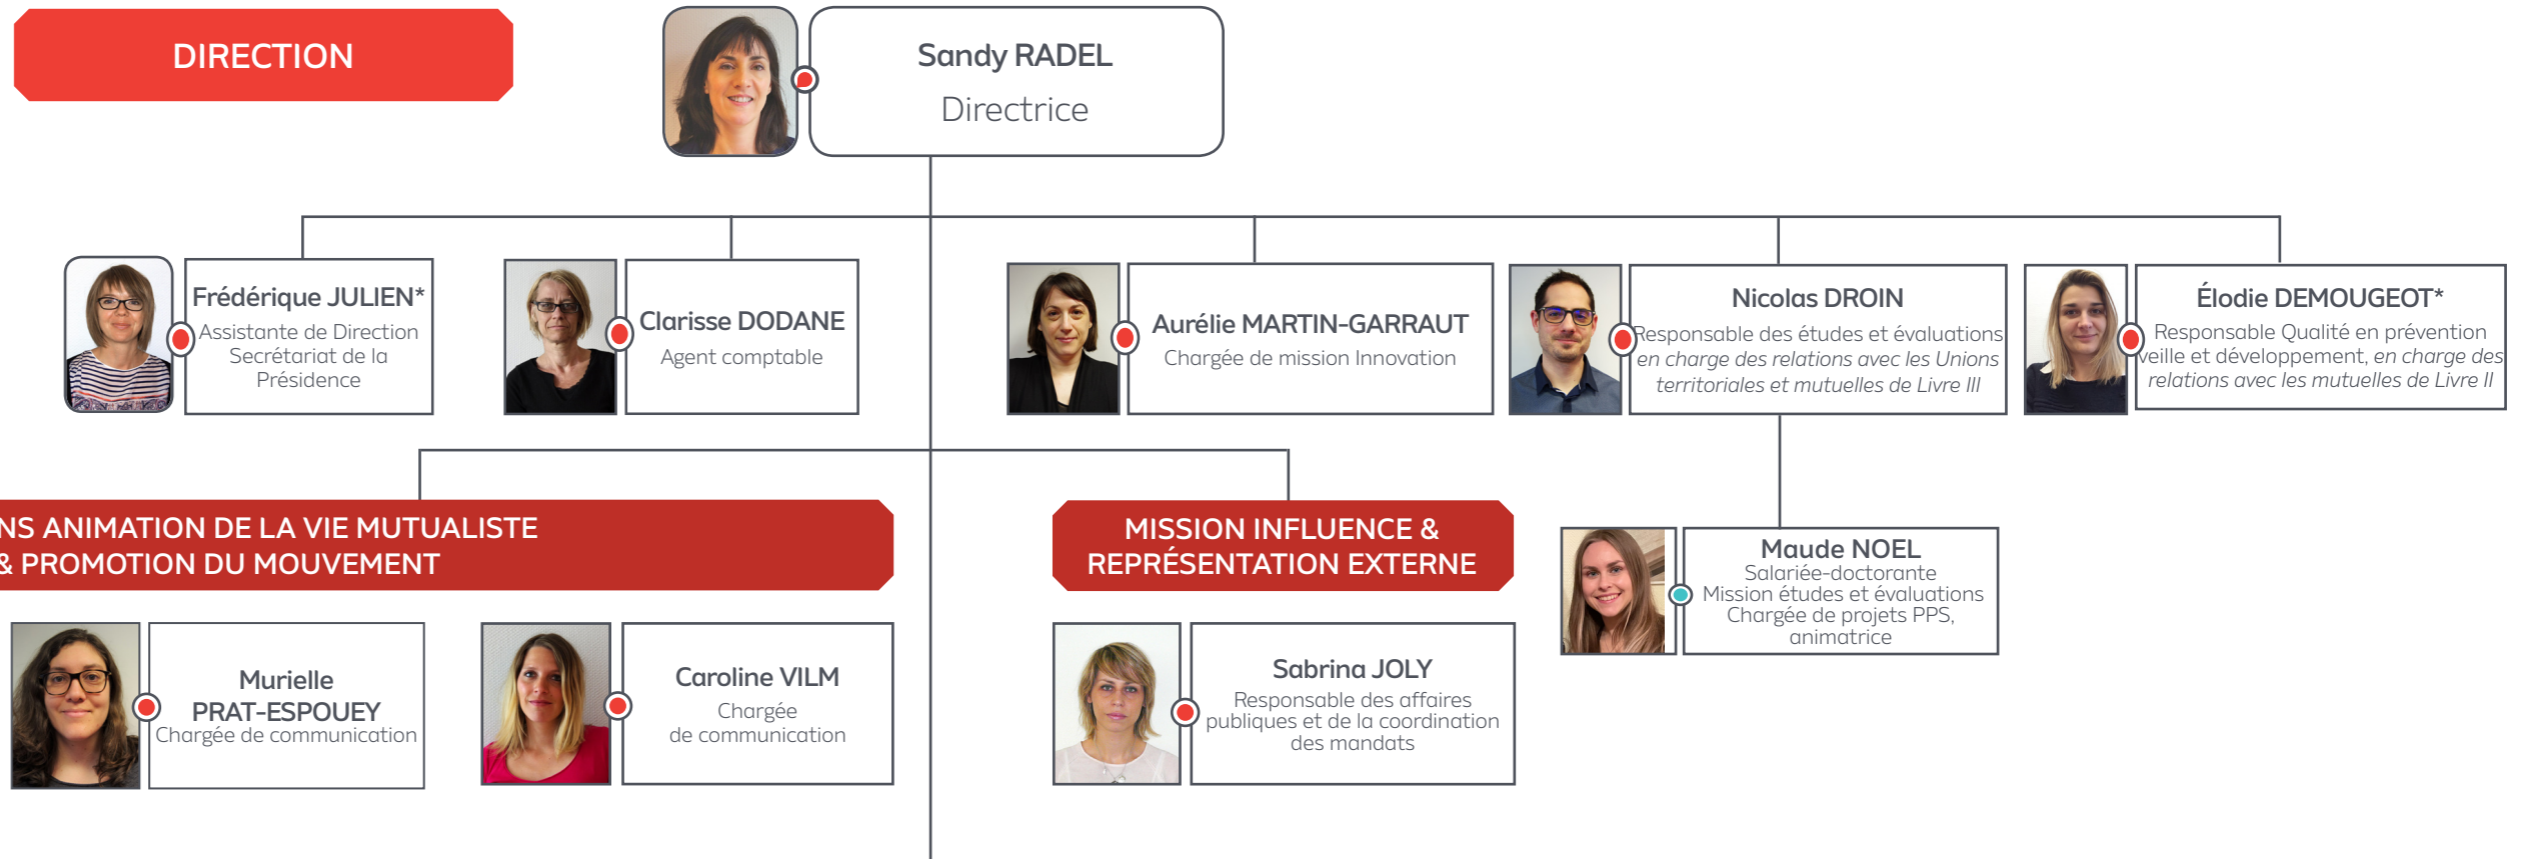 DIRECTION
Sandy RADEL
Directrice
Frédérique JULIEN*
Assistante de Direction
Secrétariat de la
Présidence
Clarisse DODANE
Agent comptable
Aurélie MARTIN-GARRAUT
Chargée de mission Innovation
Nicolas DROIN
Responsable des études et évaluations
en charge des relations avec les Unions
territoriales et mutuelles de Livre III
Élodie DEMOUGEOT*
Responsable Qualité en prévention
veille et développement, en charge des
relations avec les mutuelles de Livre II
NS ANIMATION DE LA VIE MUTUALISTE
& PROMOTION DU MOUVEMENT
MISSION INFLUENCE &
REPRÉSENTATION EXTERNE
Maude NOEL
Salariée-doctorante
Mission études et évaluations
Chargée de projets PPS,
animatrice
Murielle
PRAT-ESPOUEY
Chargée de communication
Caroline VILM
Chargée
de communication
Sabrina JOLY
Responsable des affaires
publiques et de la coordination
des mandats